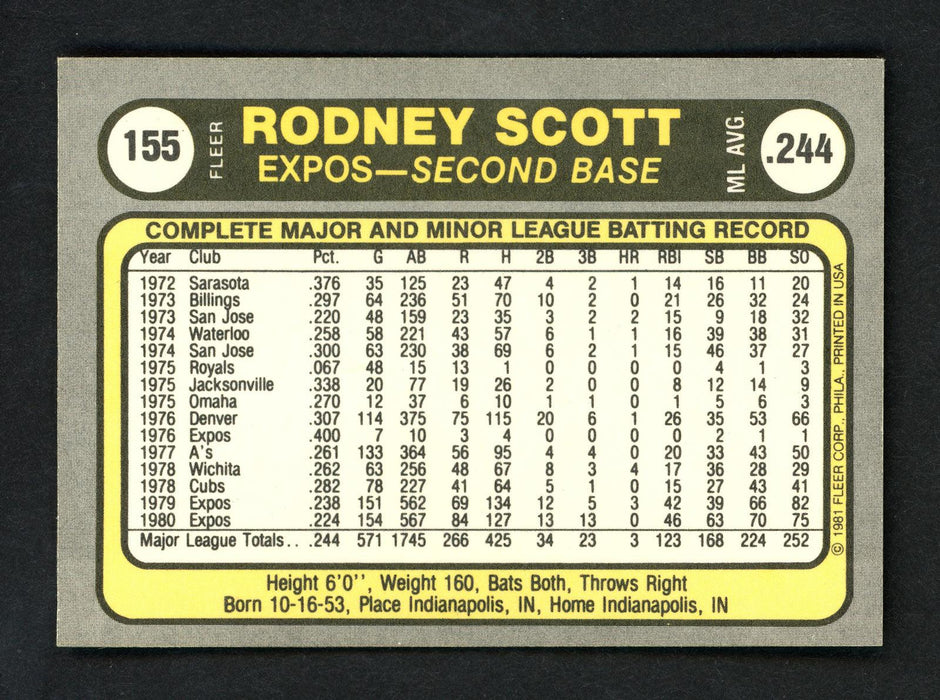 155 FLEER RODNEY SCOTT ML AVG. .244
EXPOS—SECOND BASE
COMPLETE MAJOR AND MINOR LEAGUE BATTING RECORD
Year Club Pct. G AB R H 2B 3B HR RBI SB BB SO
1972 Sarasota .376 35 125 23 47 4 2 1 14 16 11 20
1973 Billings .297 64 236 51 70 10 2 0 21 26 32 24
1973 San Jose .220 48 159 23 35 3 2 2 15 9 18 32
1974 Waterloo .258 58 221 43 57 6 1 1 16 39 38 31
1974 San Jose .300 63 230 38 69 6 2 1 15 46 37 27
1975 Royals .067 48 15 13 1 0 0 0 0 4 1 3
1975 Jacksonville .338 20 77 19 26 2 0 0 8 12 14 9
1975 Omaha .270 12 37 6 10 1 1 0 1 5 6 3
1976 Denver .307 114 375 75 115 20 6 1 26 35 53 66
1976 Expos .400 7 10 3 4 0 0 0 0 2 1 1
1977 A's .261 133 364 56 95 4 4 0 20 33 43 50
1978 Wichita .262 63 256 48 67 8 3 4 17 36 28 29
1978 Cubs .282 78 227 41 64 5 1 0 15 27 43 41
1979 Expos .238 151 562 69 134 12 5 3 42 39 66 82
1980 Expos .224 154 567 84 127 13 13 0 46 63 70 75
Major League Totals.. .244 571 1745 266 425 34 23 3 123 168 224 252
© 1981 FLEER CORP., PHILA., PRINTED IN USA
Height 6'0'', Weight 160, Bats Both, Throws Right
Born 10-16-53, Place Indianapolis, IN, Home Indianapolis, IN